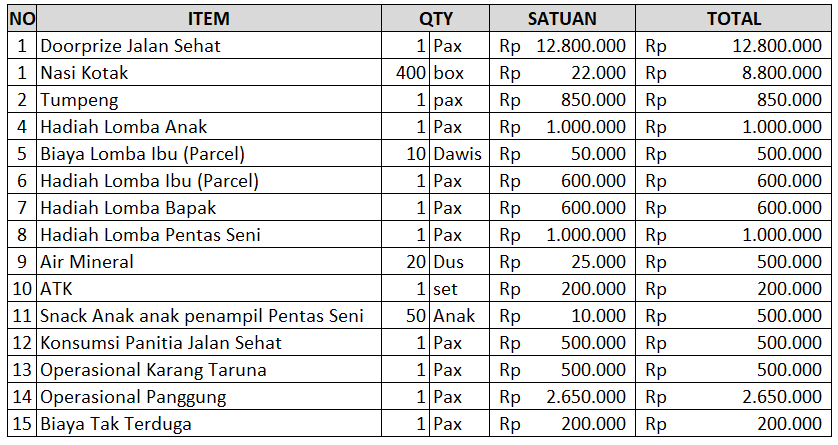 NO ITEM QTY SATUAN TOTAL
1 Doorprize Jalan Sehat 1 Pax Rp 12.800.000 Rp 12.800.000
1 Nasi Kotak 400 box Rp 22.000 Rp 8.800.000
2 Tumpeng 1 pax Rp 850.000 Rp 850.000
4 Hadiah Lomba Anak 1 Pax Rp 1.000.000 Rp 1.000.000
5 Biaya Lomba Ibu (Parcel) 10 Dawis Rp 50.000 Rp 500.000
6 Hadiah Lomba Ibu (Parcel) 1 Pax Rp 600.000 Rp 600.000
7 Hadiah Lomba Bapak 1 Pax Rp 600.000 Rp 600.000
8 Hadiah Lomba Pentas Seni 1 Pax Rp 1.000.000 Rp 1.000.000
9 Air Mineral 20 Dus Rp 25.000 Rp 500.000
10 ATK 1 set Rp 200.000 Rp 200.000
11 Snack Anak anak penampil Pentas Seni 50 Anak Rp 10.000 Rp 500.000
12 Konsumsi Panitia Jalan Sehat 1 Pax Rp 500.000 Rp 500.000
13 Operasional Karang Taruna 1 Pax Rp 500.000 Rp 500.000
14 Operasional Panggung 1 Pax Rp 2.650.000 Rp 2.650.000
15 Biaya Tak Terduga 1 Pax Rp 200.000 Rp 200.000